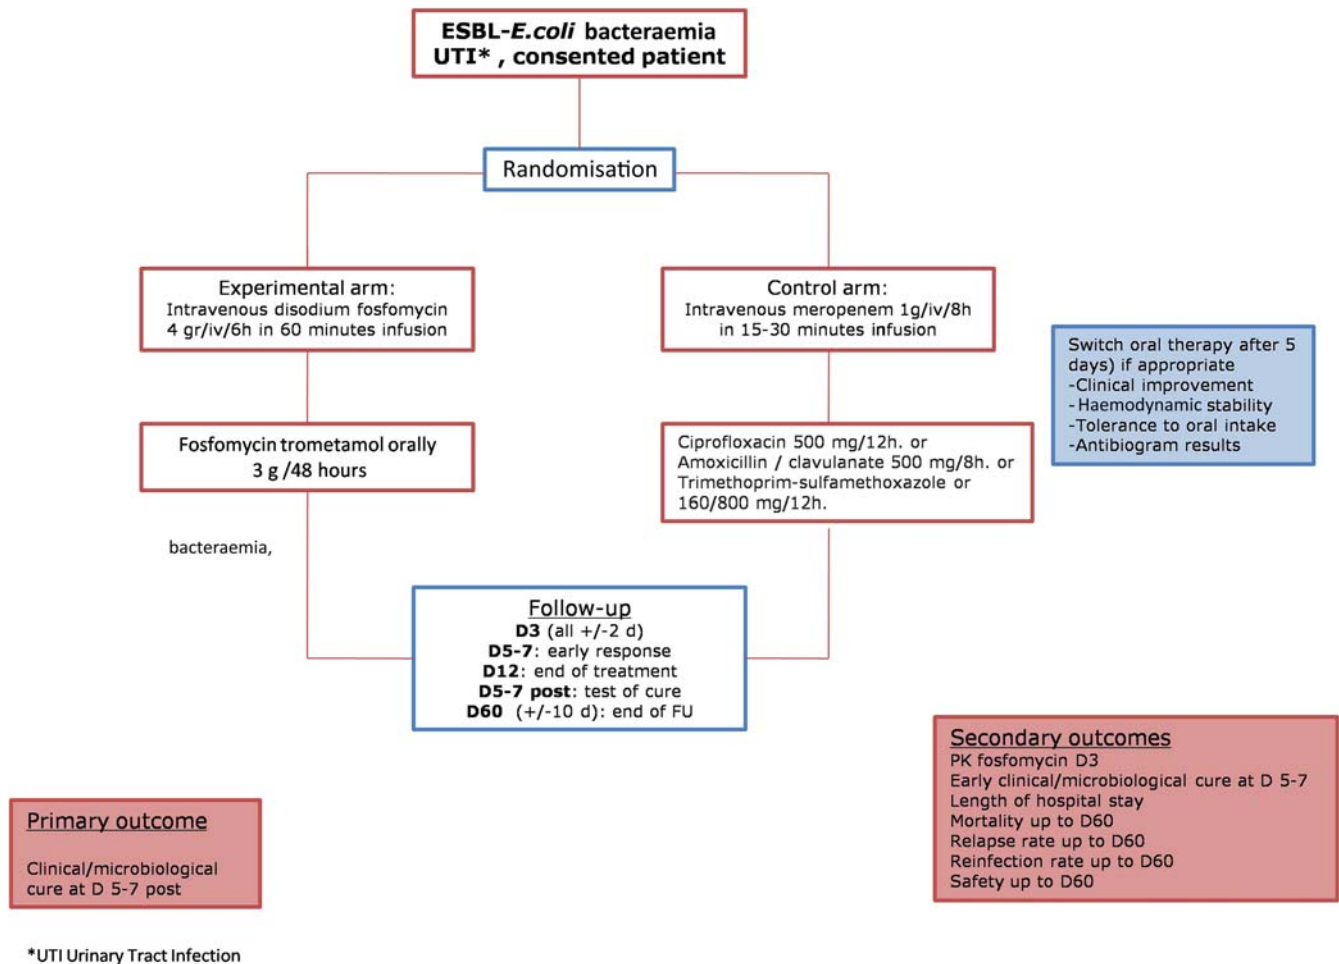 ESBL-E.coli bacteraemia
UTI* , consented patient
Randomisation
Experimental arm:
Intravenous disodium fosfomycin
4 gr/iv/6h in 60 minutes infusion
Control arm:
Intravenous meropenem 1g/iv/8h
in 15-30 minutes infusion
Switch oral therapy after 5
days) if appropriate
-Clinical improvement
-Haemodynamic stability
-Tolerance to oral intake
-Antibiogram results
Fosfomycin trometamol orally
3 g /48 hours
Ciprofloxacin 500 mg/12h. or
Amoxicillin / clavulanate 500 mg/8h. or
Trimethoprim-sulfamethoxazole or
160/800 mg/12h.
bacteraemia,
Follow-up
D3 (all +/-2 d)
D5-7: early response
D12: end of treatment
D5-7 post: test of cure
D60 (+/-10 d): end of FU
Secondary outcomes
PK fosfomycin D3
Early clinical/microbiological cure at D 5-7
Length of hospital stay
Mortality up to D60
Relapse rate up to D60
Reinfection rate up to D60
Safety up to D60
Primary outcome
Clinical/microbiological
cure at D 5-7 post
*UTI Urinary Tract Infection